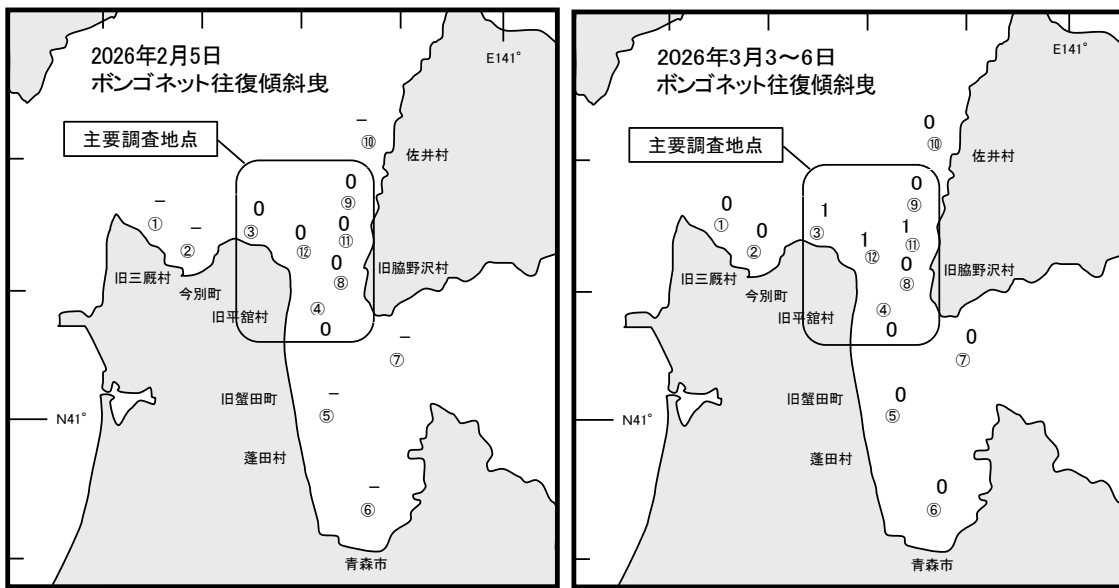 2026年2月5日
ボンゴネット往復傾斜曳
E141°
主要調査地点
－
⑩
佐井村
0
⑨
－
①
0
③
－
②
0
⑫
0
⑪
0
⑧
旧三厩村
今別町
旧平舘村
④
0
旧脇野沢村
－
⑦
旧蟹田町
－
⑤
N41°
蓬田村
－
⑥
青森市
2026年3月3～6日
ボンゴネット往復傾斜曳
E141°
主要調査地点
0
⑩
佐井村
0
⑨
0
①
1
③
0
②
1
⑫
1
⑪
0
⑧
旧三厩村
今別町
旧平舘村
④
0
旧脇野沢村
0
⑦
旧蟹田町
0
⑤
N41°
蓬田村
0
⑥
青森市